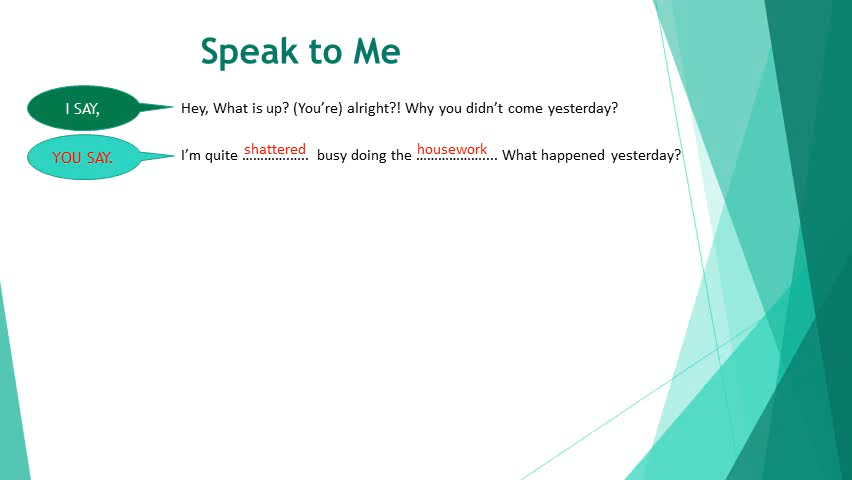 Speak to Me
I SAY,
Hey, What is up? (You’re) alright?! Why you didn’t come yesterday?
YOU SAY.
I’m quite shattered busy doing the housework What happened yesterday?